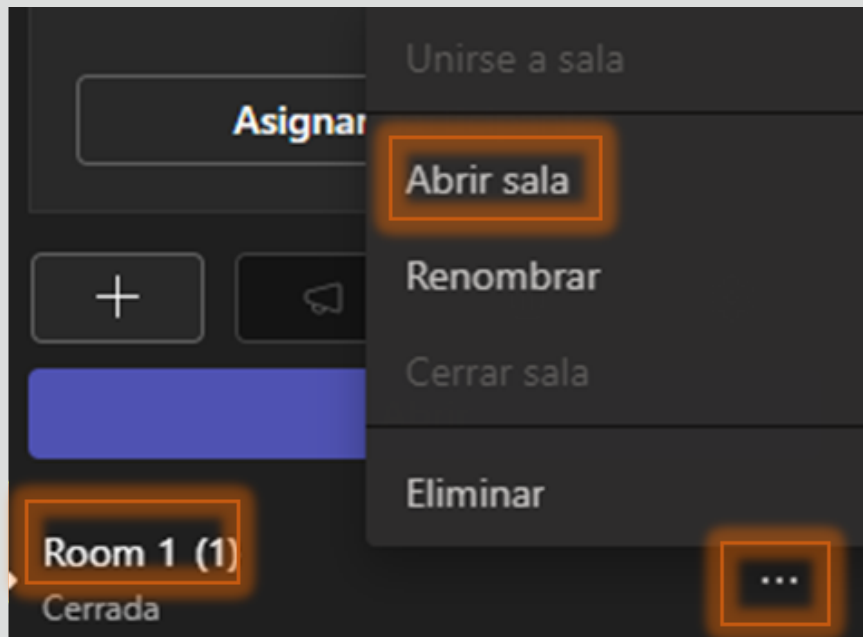 Unirse a sala
Asignar
Abrir sala
Renombrar
Cerrar sala
Eliminar
Room 1 (1)
...
Cerrada